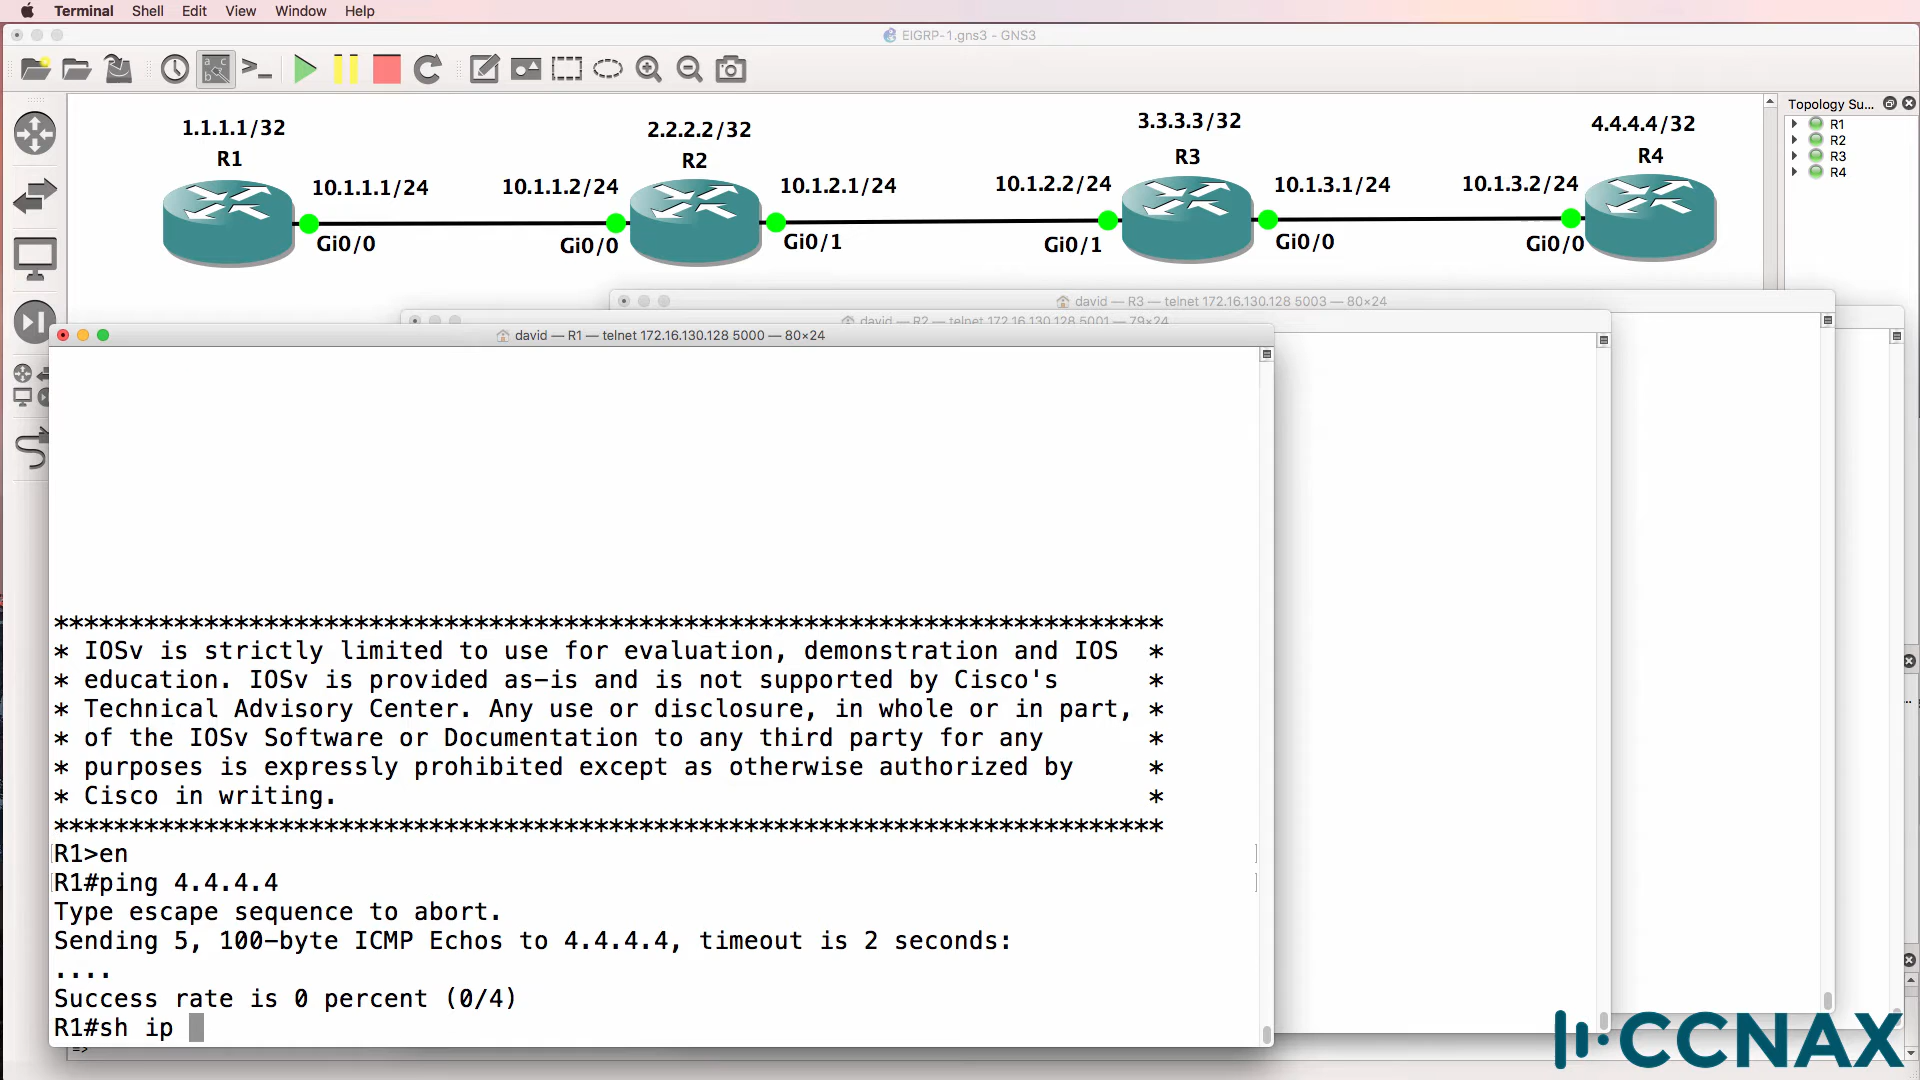 Terminal Shell Edit View Window Help
EIGRP-1.gns3 - GNS3
Topology Su...
R1
R2
R3
R4
1.1.1.1/32
R1
10.1.1.1/24
Gi0/0
2.2.2.2/32
R2
10.1.1.2/24
Gi0/0
10.1.2.1/24
Gi0/1
3.3.3.3/32
R3
10.1.2.2/24
Gi0/1
10.1.3.1/24
Gi0/0
4.4.4.4/32
R4
10.1.3.2/24
Gi0/0
david — R3 — telnet 172.16.130.128 5003 — 80×24
david — R2 — telnet 172.16.130.128 5001 — 79×24
david — R1 — telnet 172.16.130.128 5000 — 80×24
**************************************************************************
* IOSv is strictly limited to use for evaluation, demonstration and IOS  *
* education. IOSv is provided as-is and is not supported by Cisco's      *
* Technical Advisory Center. Any use or disclosure, in whole or in part, *
* of the IOSv Software or Documentation to any third party for any       *
* purposes is expressly prohibited except as otherwise authorized by     *
* Cisco in writing.                                                      *
**************************************************************************
R1>en
R1#ping 4.4.4.4
Type escape sequence to abort.
Sending 5, 100-byte ICMP Echos to 4.4.4.4, timeout is 2 seconds:
....
Success rate is 0 percent (0/4)
R1#sh ip
=>
CCNAX